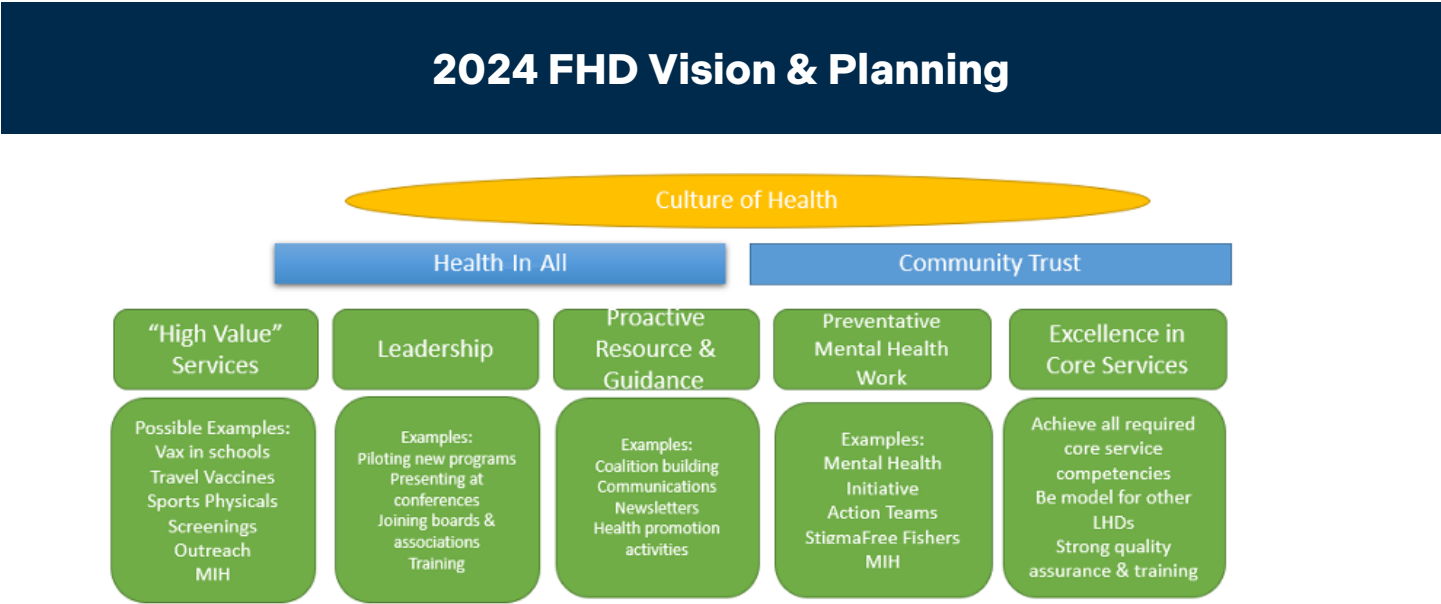 2024 FHD Vision & Planning
Culture of Health
Health In All
Community Trust
“High Value”
Services
Leadership
Proactive
Resource &
Guidance
Preventative
Mental Health
Work
Excellence in
Core Services
Possible Examples:
Vax in schools
Travel Vaccines
Sports Physicals
Screenings
Outreach
MIH
Examples:
Piloting new programs
Presenting at
conferences
Joining boards &
associations
Training
Examples:
Coalition building
Communications
Newsletters
Health promotion
activities
Examples:
Mental Health
Initiative
Action Teams
StigmaFree Fishers
MIH
Achieve all required
core service
competencies
Be model for other
LHDs
Strong quality
assurance & training